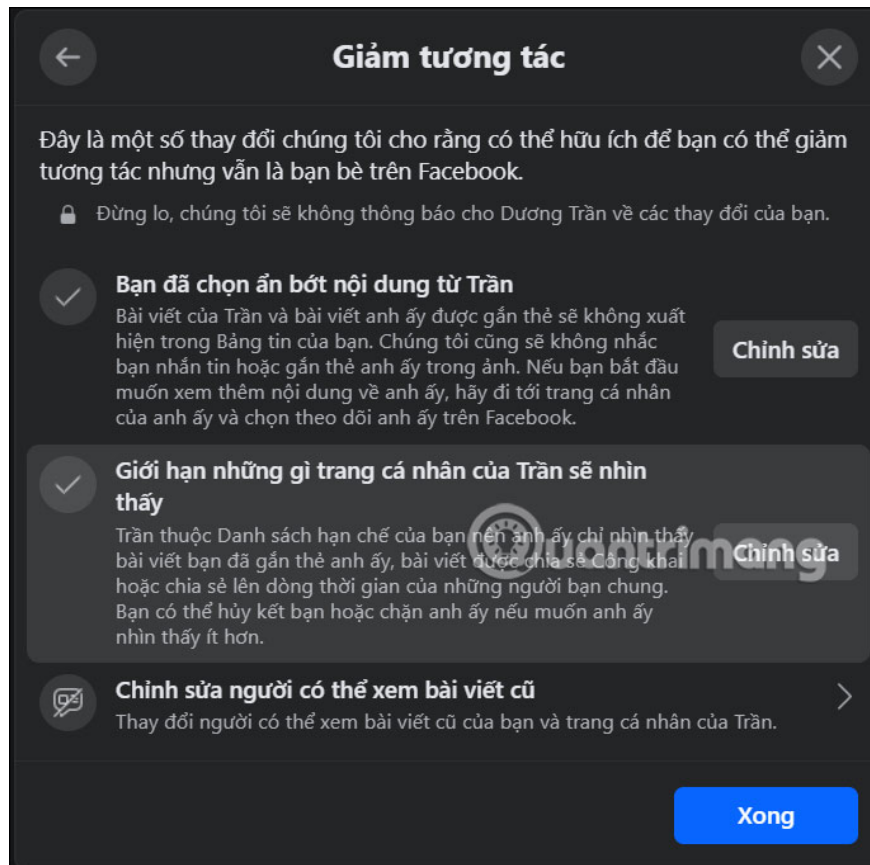 Giảm tương tác
Đây là một số thay đổi chúng tôi cho rằng có thể hữu ích để bạn có thể giảm
tương tác nhưng vẫn là bạn bè trên Facebook.
Đừng lo, chúng tôi sẽ không thông báo cho Dương Trần về các thay đổi của bạn.
Bạn đã chọn ẩn bớt nội dung từ Trần
Bài viết của Trần và bài viết anh ấy được gắn thẻ sẽ không xuất
hiện trong Bảng tin của bạn. Chúng tôi cũng sẽ không nhắc
bạn nhắn tin hoặc gắn thẻ anh ấy trong ảnh. Nếu bạn bắt đầu
muốn xem thêm nội dung về anh ấy, hãy đi tới trang cá nhân
của anh ấy và chọn theo dõi anh ấy trên Facebook.
Chỉnh sửa
Giới hạn những gì trang cá nhân của Trần sẽ nhìn
thấy
Trần thuộc Danh sách hạn chế của bạn nên anh ấy chỉ nhìn thấy
bài viết bạn đã gắn thẻ anh ấy, bài viết được chia sẻ Công khai
hoặc chia sẻ lên dòng thời gian của những người bạn chung.
Bạn có thể hủy kết bạn hoặc chặn anh ấy nếu muốn anh ấy
nhìn thấy ít hơn.
Chỉnh sửa
Quantrimang
Chỉnh sửa người có thể xem bài viết cũ
Thay đổi người có thể xem bài viết cũ của bạn và trang cá nhân của Trần.
Xong